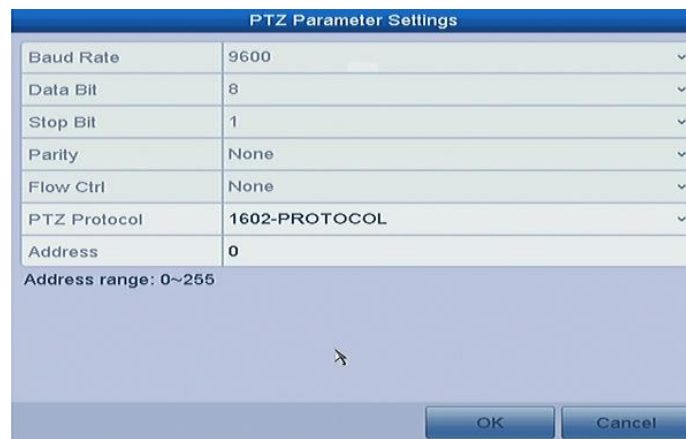 PTZ Parameter Settings
Baud Rate 9600
Data Bit 8
Stop Bit 1
Parity None
Flow Ctrl None
PTZ Protocol 1602-PROTOCOL
Address 0
Address range: 0~255
OK Cancel